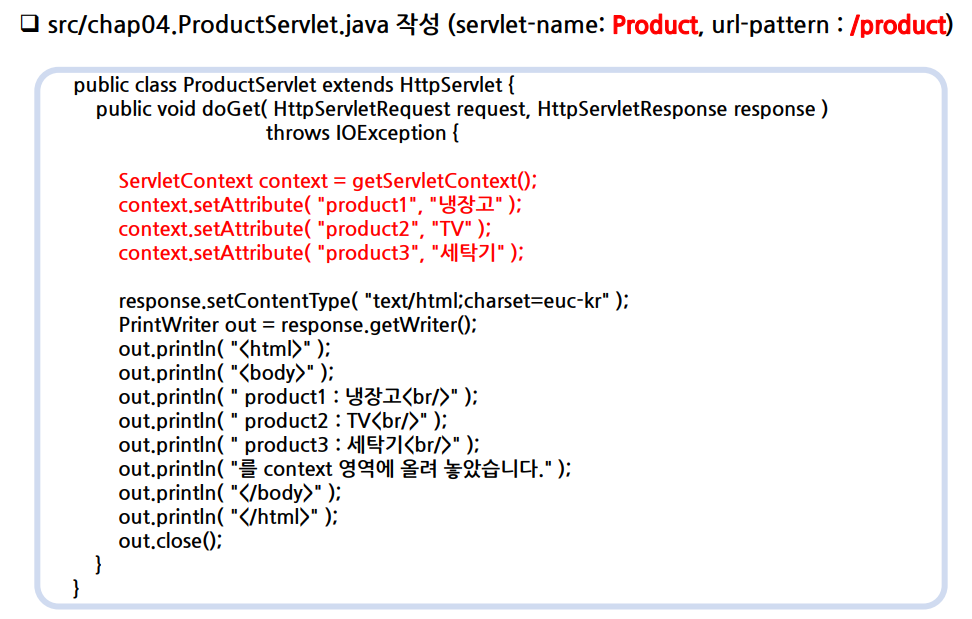 ❑ src/chap04.ProductServlet.java 작성 (servlet-name: Product, url-pattern : /product)
public class ProductServlet extends HttpServlet {
public void doGet( HttpServletRequest request, HttpServletResponse response )
throws IOException {
ServletContext context = getServletContext();
context.setAttribute( "product1", "냉장고" );
context.setAttribute( "product2", "TV" );
context.setAttribute( "product3", "세탁기" );
response.setContentType( "text/html;charset=euc-kr" );
PrintWriter out = response.getWriter();
out.println( "<html>" );
out.println( "<body>" );
out.println( " product1 : 냉장고<br/>" );
out.println( " product2 : TV<br/>" );
out.println( " product3 : 세탁기<br/>" );
out.println( "를 context 영역에 올려 놓았습니다." );
out.println( "</body>" );
out.println( "</html>" );
out.close();
}
}